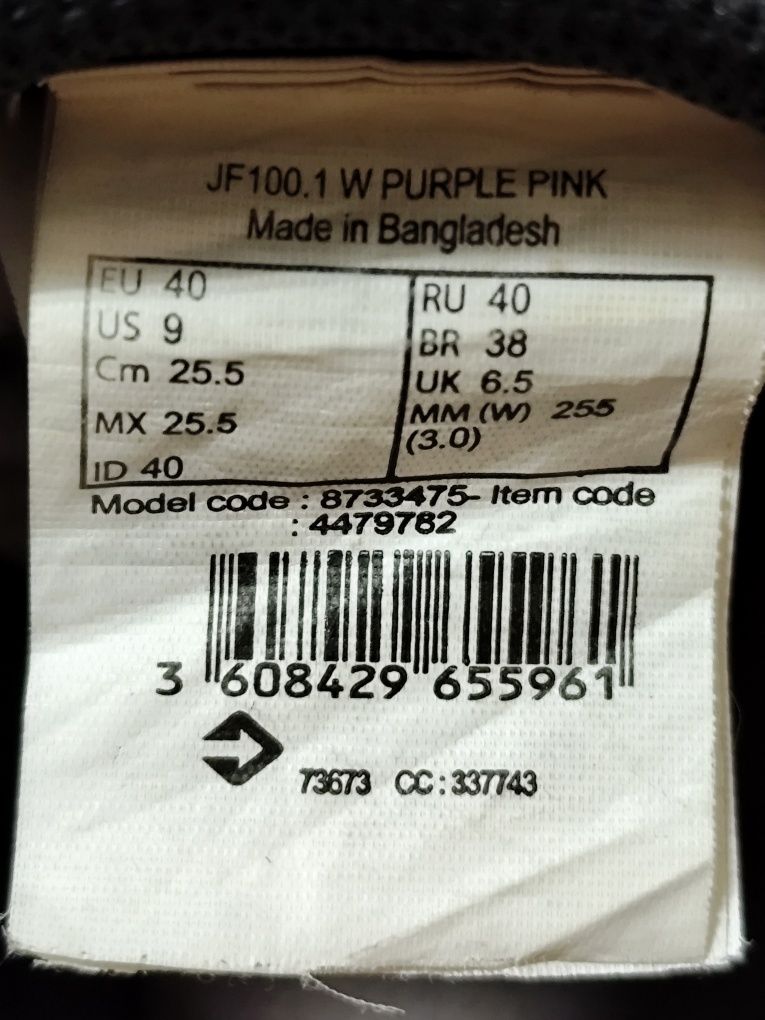 JF100.1 W PURPLE PINK
Made in Bangladesh
EU 40
US 9
Cm 25.5
MX 25.5
ID 40
RU 40
BR 38
UK 6.5
MM (W) 255
(3.0)
Model code : 8733475- Item code
: 4479782
3 608429 655961
73673 CC : 337743